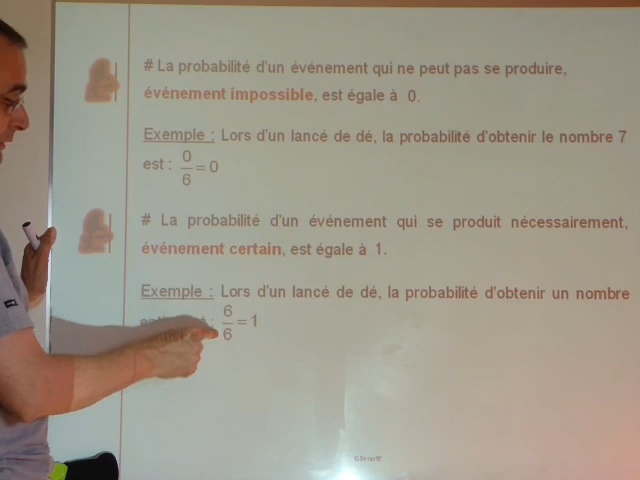 # La probabilité d'un événement qui ne peut pas se produire,
événement impossible, est égale à 0.
Exemple : Lors d'un lancé de dé, la probabilité d'obtenir le nombre 7
est : 0/6 = 0
# La probabilité d'un événement qui se produit nécessairement,
événement certain, est égale à 1.
Exemple : Lors d'un lancé de dé, la probabilité d'obtenir un nombre
: 6/6 = 1